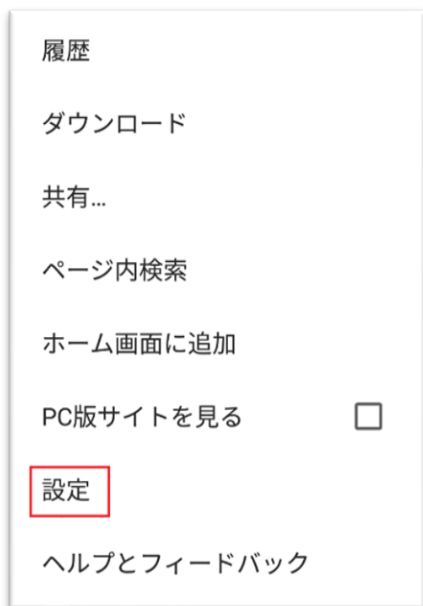 履歴
ダウンロード
共有...
ページ内検索
ホーム画面に追加
PC版サイトを見る
設定
ヘルプとフィードバック